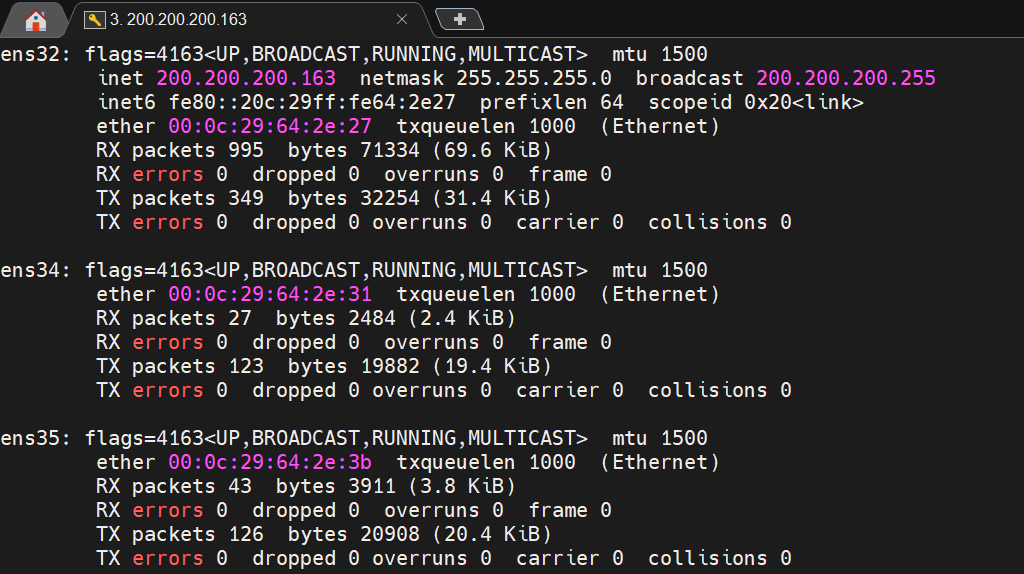 3. 200.200.200.163
ens32: flags=4163<UP,BROADCAST,RUNNING,MULTICAST>  mtu 1500
inet 200.200.200.163  netmask 255.255.255.0  broadcast 200.200.200.255
inet6 fe80::20c:29ff:fe64:2e27  prefixlen 64  scopeid 0x20<link>
ether 00:0c:29:64:2e:27  txqueuelen 1000  (Ethernet)
RX packets 995  bytes 71334 (69.6 KiB)
RX errors 0  dropped 0  overruns 0  frame 0
TX packets 349  bytes 32254 (31.4 KiB)
TX errors 0  dropped 0 overruns 0  carrier 0  collisions 0
ens34: flags=4163<UP,BROADCAST,RUNNING,MULTICAST>  mtu 1500
ether 00:0c:29:64:2e:31  txqueuelen 1000  (Ethernet)
RX packets 27  bytes 2484 (2.4 KiB)
RX errors 0  dropped 0  overruns 0  frame 0
TX packets 123  bytes 19882 (19.4 KiB)
TX errors 0  dropped 0 overruns 0  carrier 0  collisions 0
ens35: flags=4163<UP,BROADCAST,RUNNING,MULTICAST>  mtu 1500
ether 00:0c:29:64:2e:3b  txqueuelen 1000  (Ethernet)
RX packets 43  bytes 3911 (3.8 KiB)
RX errors 0  dropped 0  overruns 0  frame 0
TX packets 126  bytes 20908 (20.4 KiB)
TX errors 0  dropped 0 overruns 0  carrier 0  collisions 0